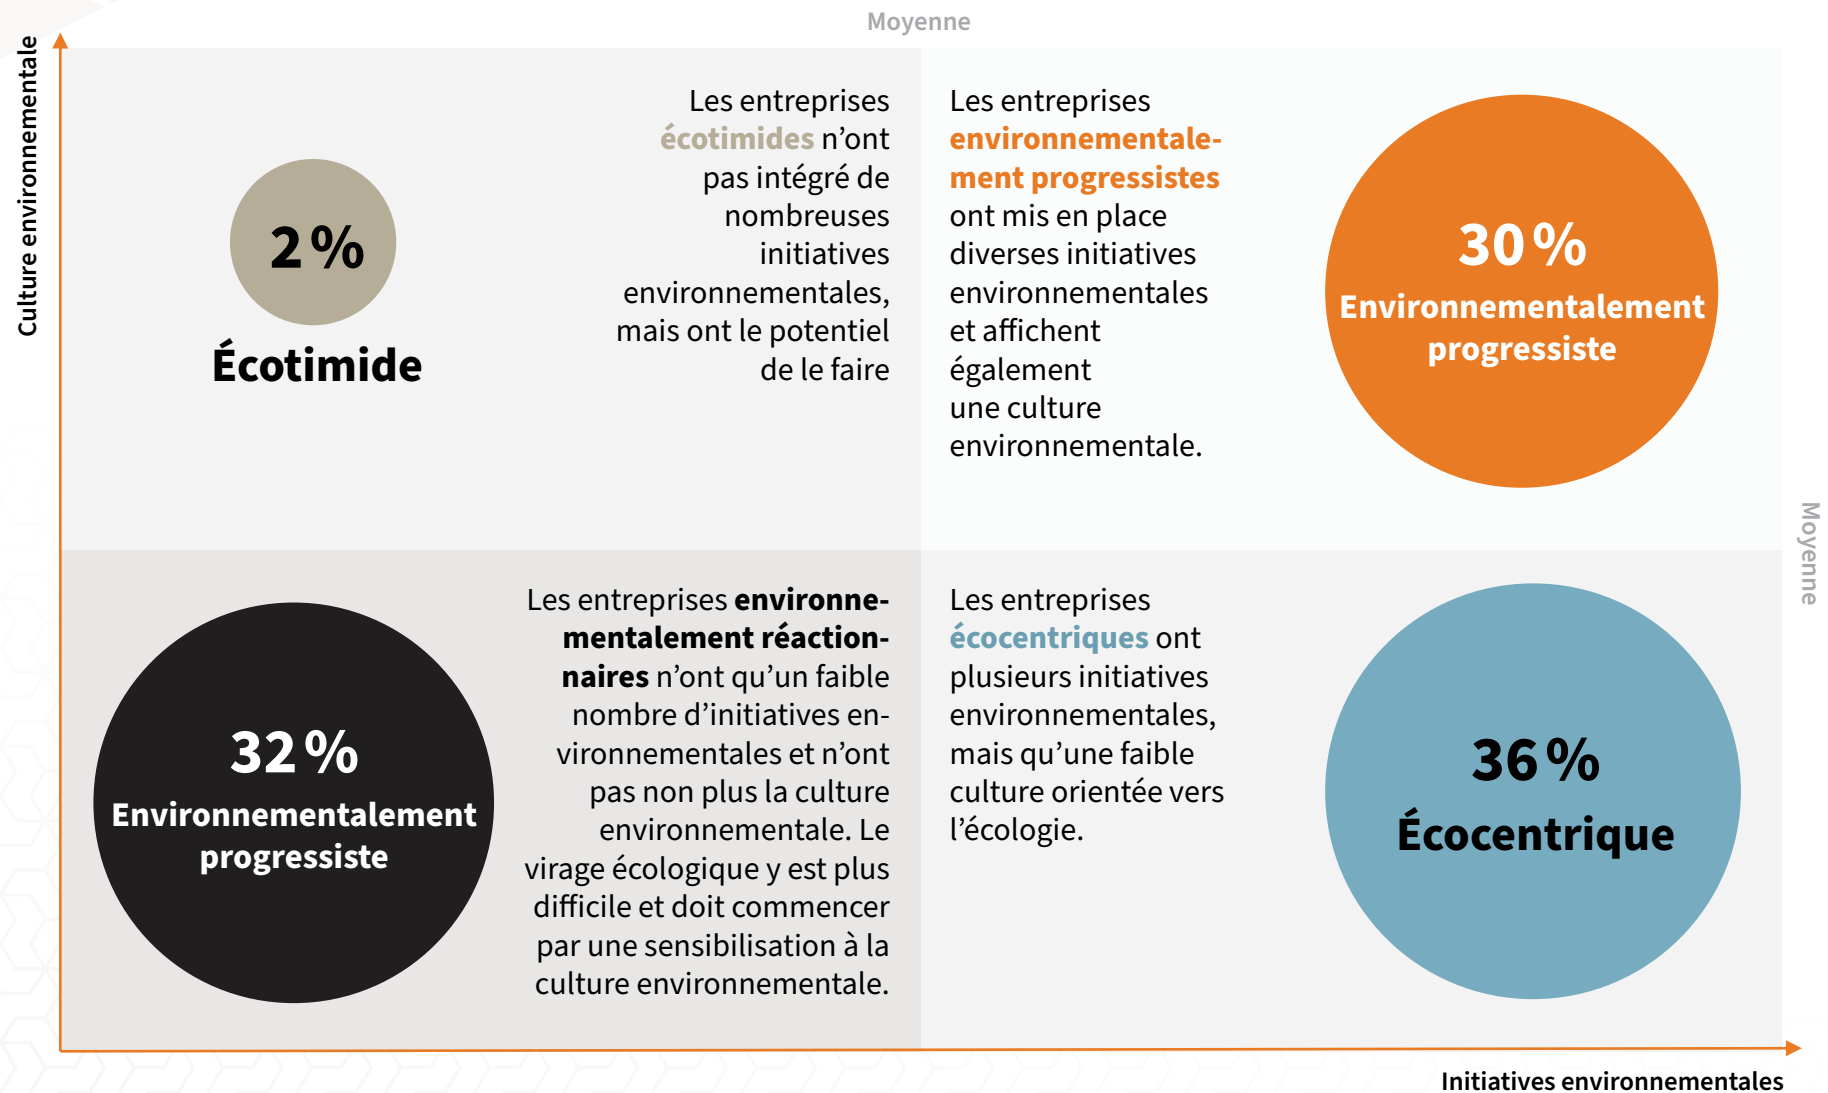 Moyenne
Culture environnementale
2 %
Écotimide
Les entreprises
écotimides n’ont
pas intégré de
nombreuses
initiatives
environnementales,
mais ont le potentiel
de le faire
Les entreprises
environnementale-
ment progressistes
ont mis en place
diverses initiatives
environnementales
et affichent
également
une culture
environnementale.
30 %
Environnementalement
progressiste
Moyenne
32 %
Environnementalement
progressiste
Les entreprises environne-
mentalement réaction-
naires n’ont qu’un faible
nombre d’initiatives en-
vironnementales et n’ont
pas non plus la culture
environnementale. Le
virage écologique y est plus
difficile et doit commencer
par une sensibilisation à la
culture environnementale.
Les entreprises
écocentriques ont
plusieurs initiatives
environnementales,
mais qu’une faible
culture orientée vers
l’écologie.
36 %
Écocentrique
Initiatives environnementales